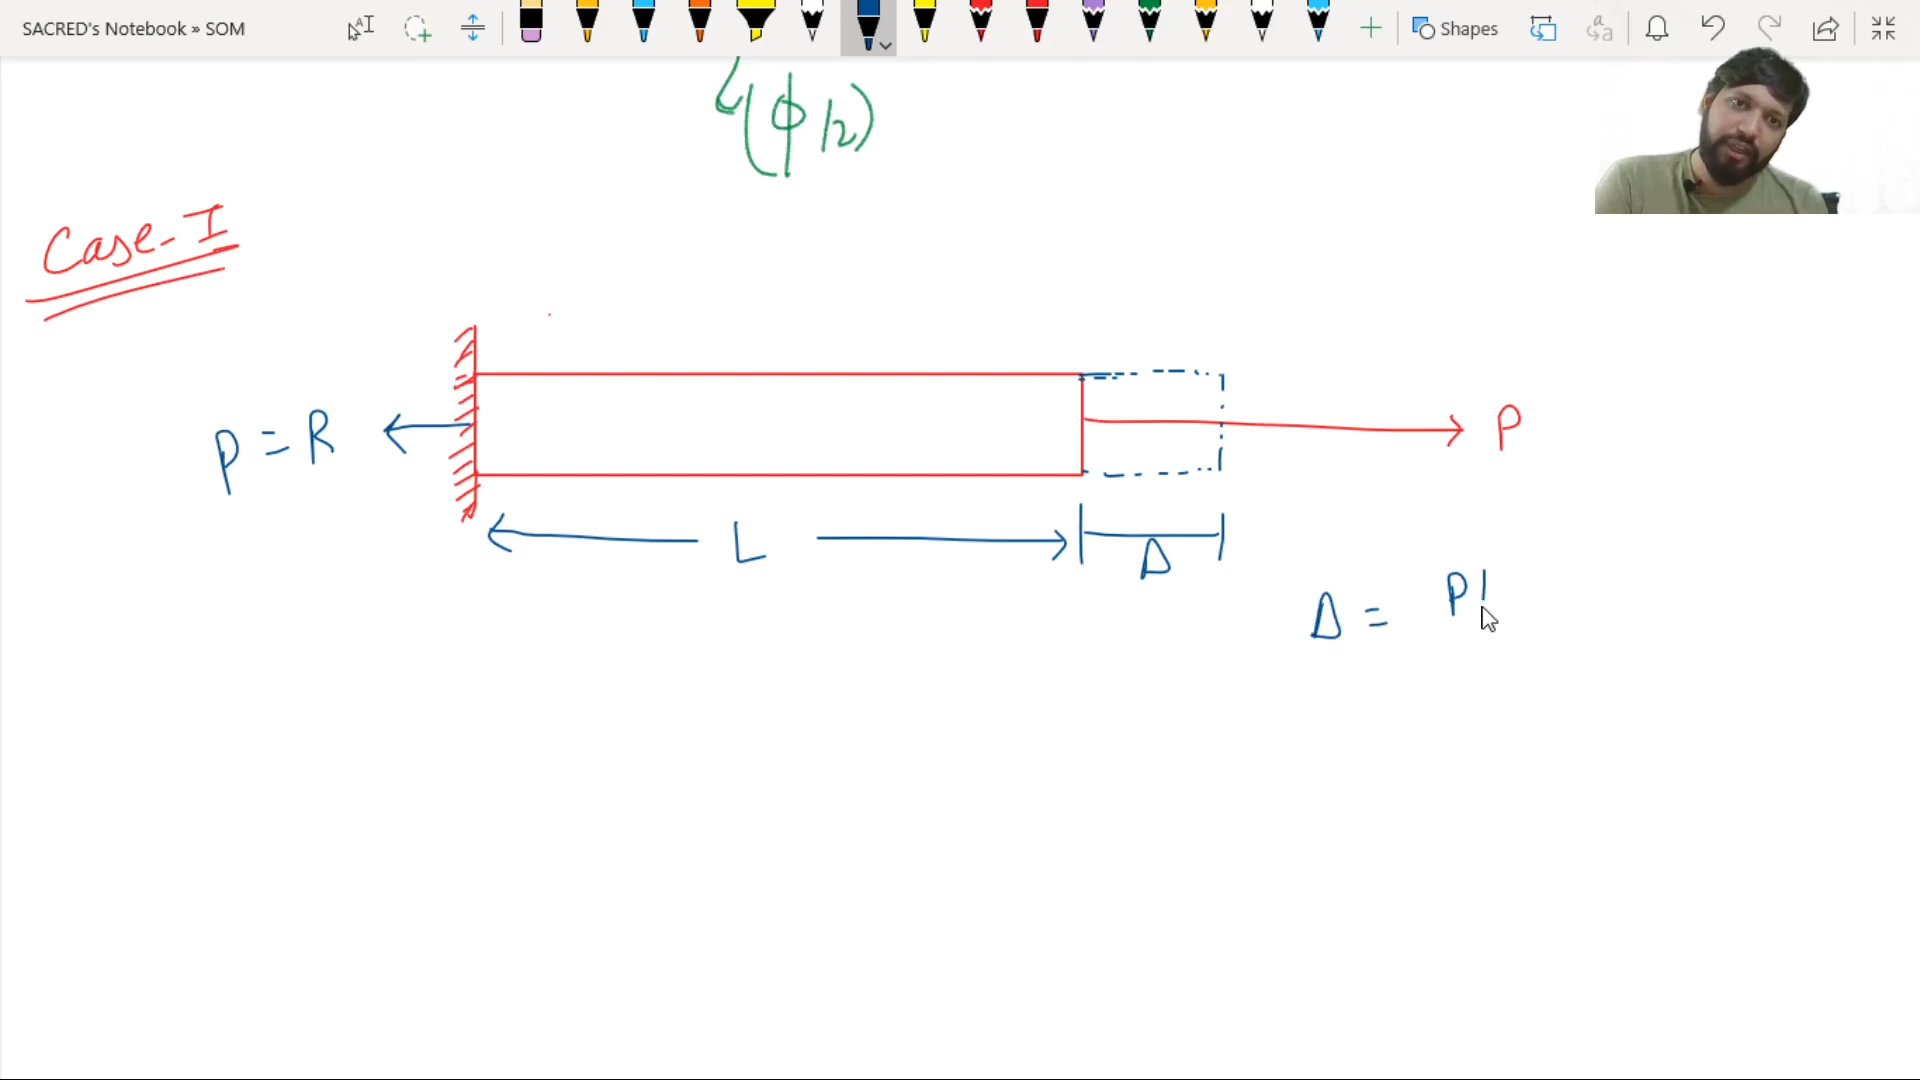 SACRED's Notebook » SOM
Shapes
(ϕ/2)
Case-I
P = R
P
L
Δ
Δ = Pl